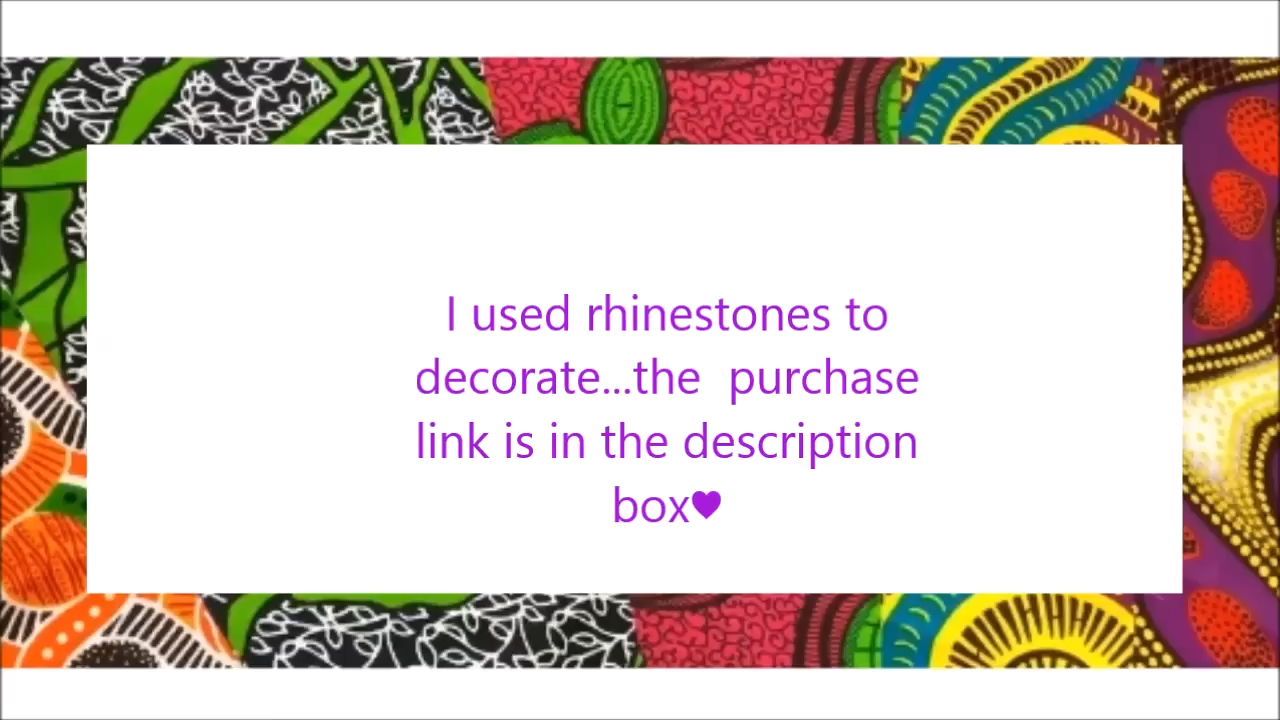 I used rhinestones to
decorate...the  purchase
link is in the description
box♥